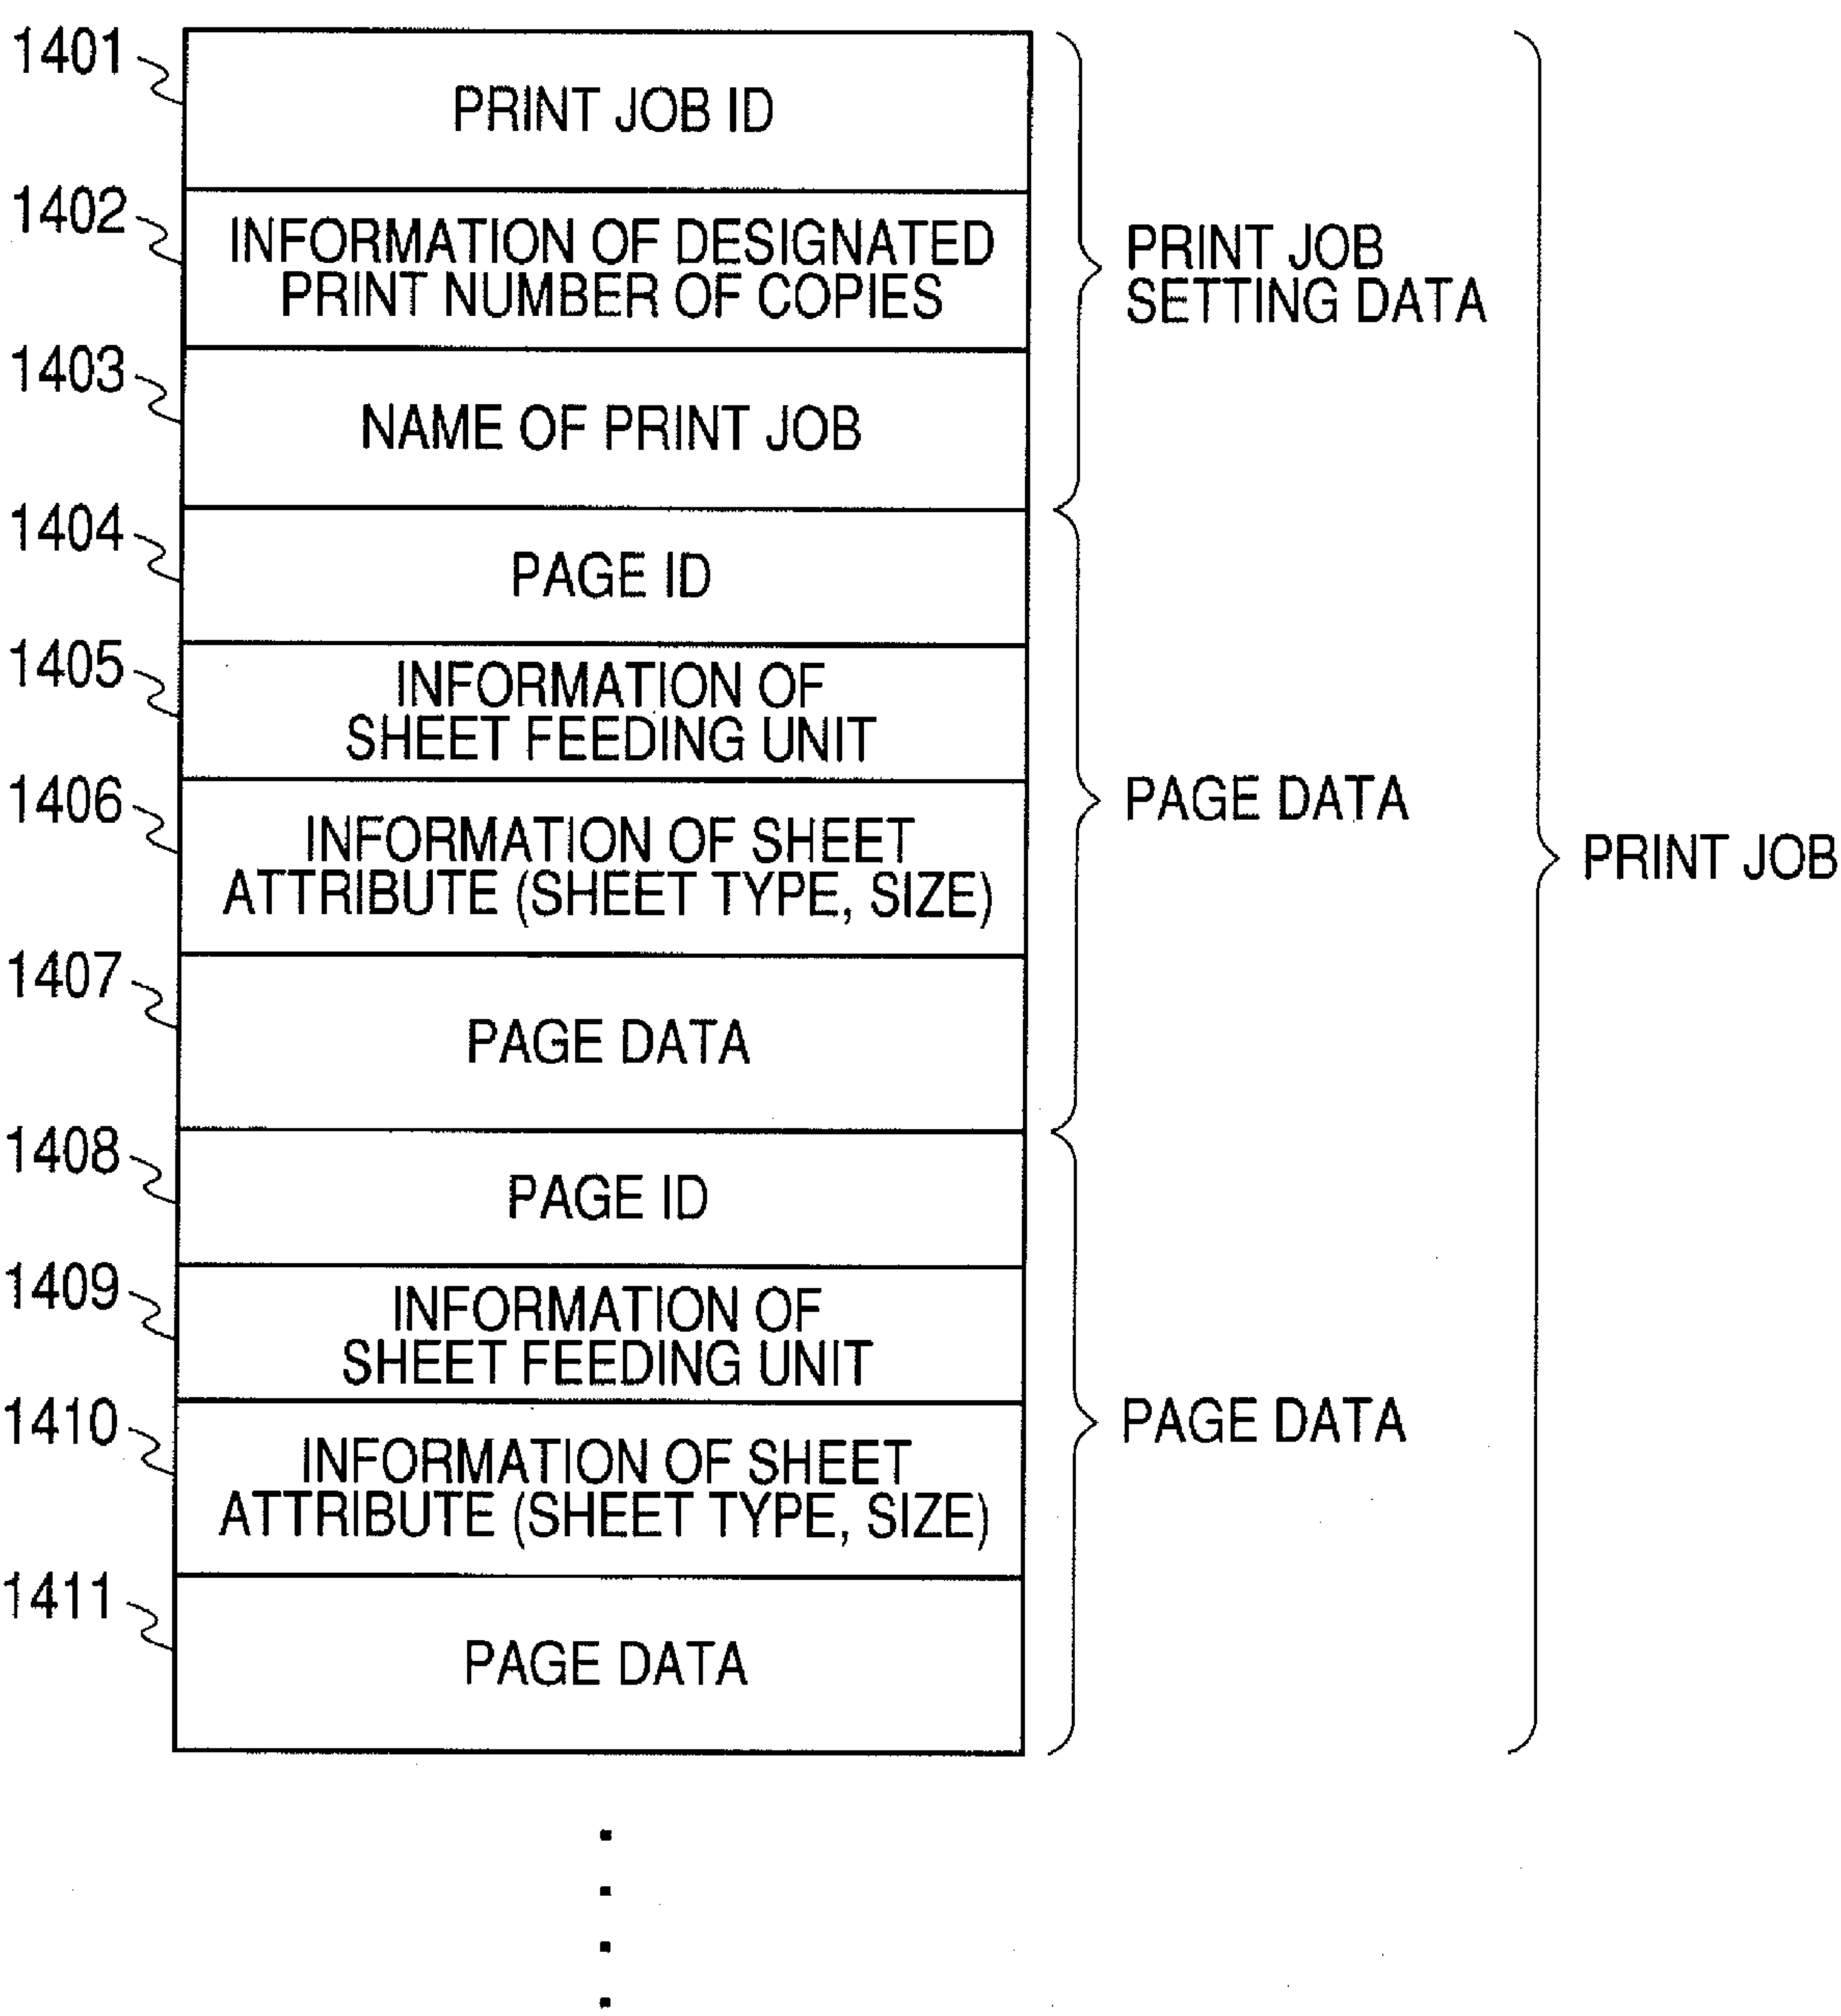 1401
PRINT JOB ID
1402
INFORMATION OF DESIGNATED
PRINT NUMBER OF COPIES
PRINT JOB
SETTING DATA
1403
NAME OF PRINT JOB
1404
PAGE ID
1405
INFORMATION OF
SHEET FEEDING UNIT
1406
INFORMATION OF SHEET
ATTRIBUTE (SHEET TYPE, SIZE)
PAGE DATA
PRINT JOB
1407
PAGE DATA
1408
PAGE ID
1409
INFORMATION OF
SHEET FEEDING UNIT
1410
INFORMATION OF SHEET
ATTRIBUTE (SHEET TYPE, SIZE)
PAGE DATA
1411
PAGE DATA